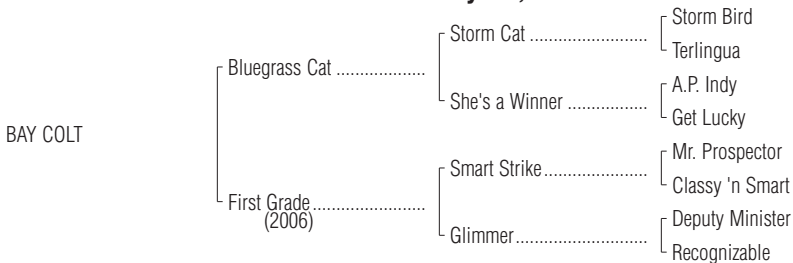 Storm Bird
Storm Cat ....................
Terlingua
Bluegrass Cat ...................
A.P. Indy
She's a Winner .................
Get Lucky
BAY COLT
Mr. Prospector
Smart Strike......................
Classy 'n Smart
First Grade........................
(2006)
Deputy Minister
Glimmer............................
Recognizable